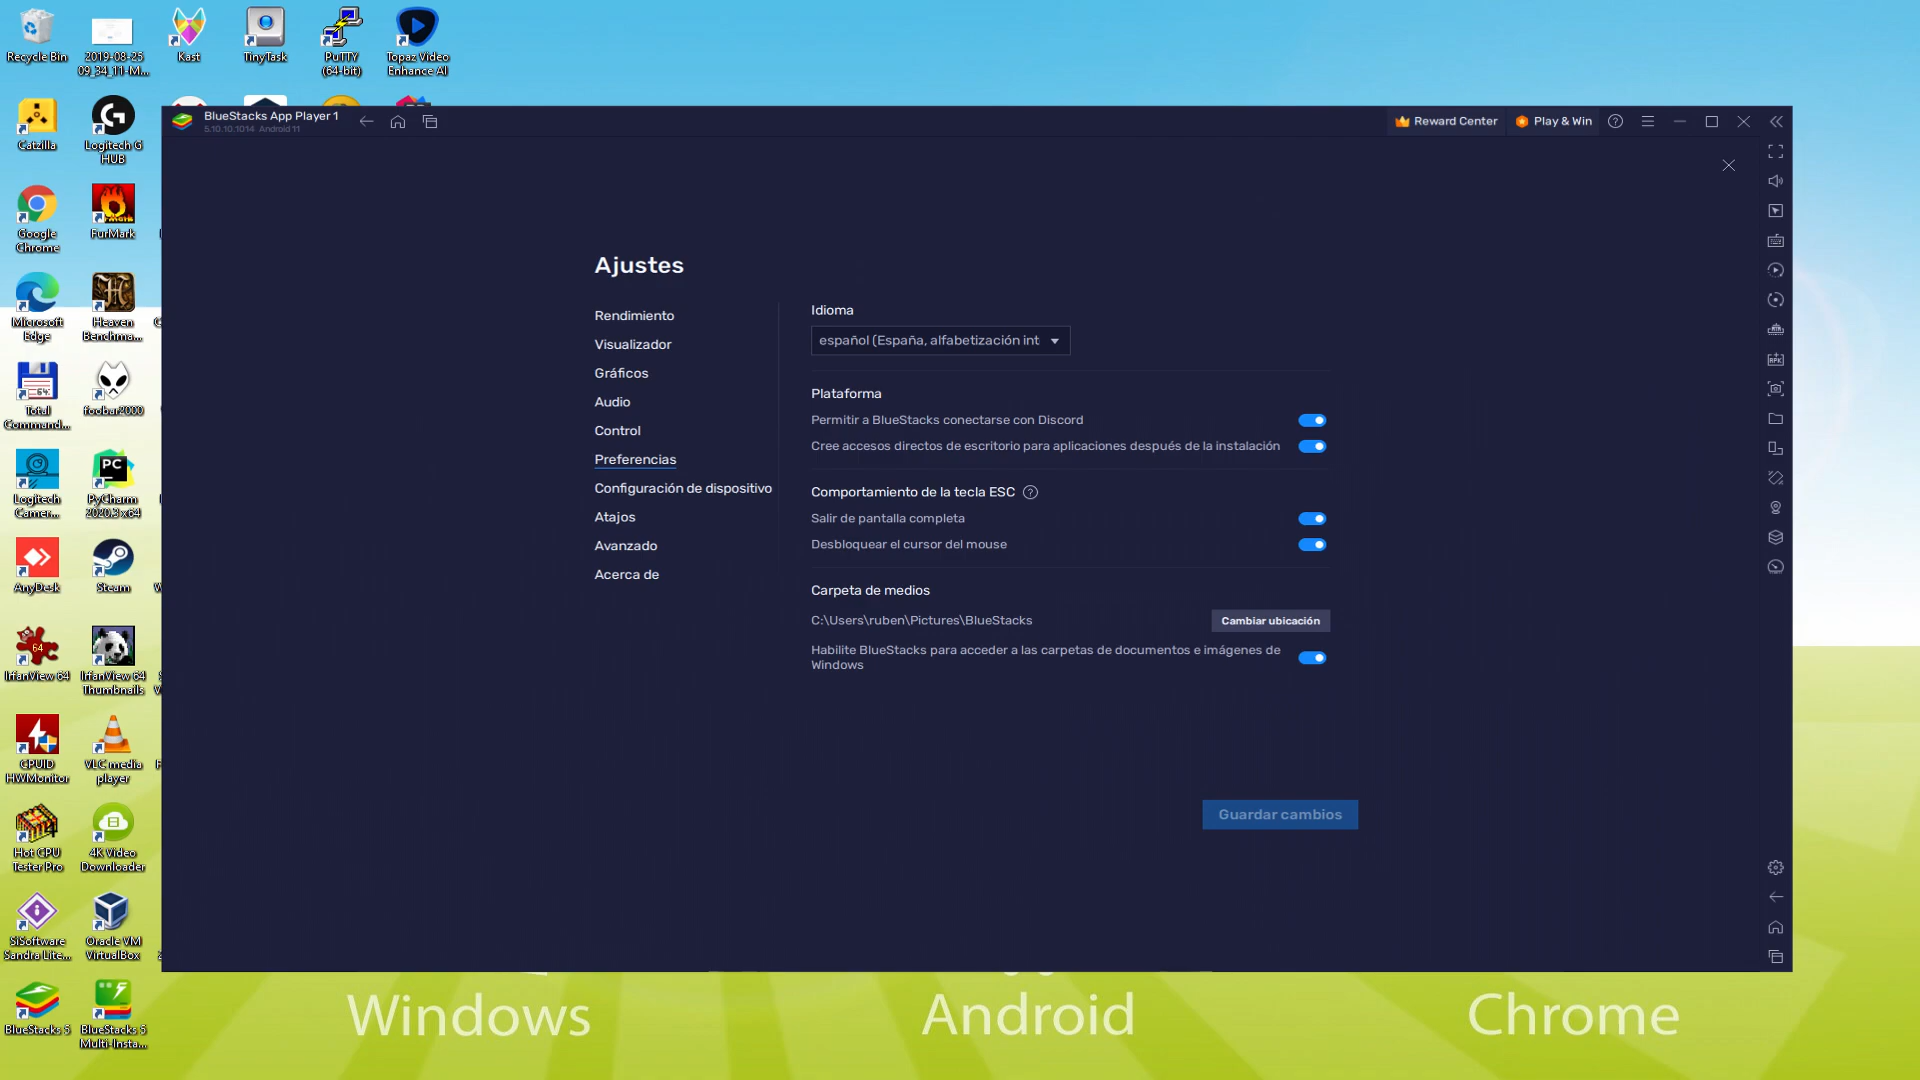 Recycle Bin
2019-08-25
09_34_11-M...
Kast
TinyTask
PuTTY
(64-bit)
Topaz Video
Enhance AI
Catzilla
Logitech G
HUB
Google
Chrome
FurMark
Microsoft
Edge
Heaven
Benchma...
Total
Command...
foobar2000
Logitech
Camer...
PyCharm
2020.3 x64
AnyDesk
Steam
IrfanView 64
IrfanView 64
Thumbnails
CPUID
HWMonitor
VLC media
player
Hot CPU
Tester Pro
4K Video
Downloader
SiSoftware
Sandra Lite...
Oracle VM
VirtualBox
BlueStacks 5
BlueStacks 5
Multi-Insta...
BlueStacks App Player 1
5.10.10.1014 Android 11
Reward Center
Play & Win
Ajustes
Rendimiento
Visualizador
Gráficos
Audio
Control
Preferencias
Configuración de dispositivo
Atajos
Avanzado
Acerca de
Idioma
español (España, alfabetización int
Plataforma
Permitir a BlueStacks conectarse con Discord
Cree accesos directos de escritorio para aplicaciones después de la instalación
Comportamiento de la tecla ESC
Salir de pantalla completa
Desbloquear el cursor del mouse
Carpeta de medios
C:\Users\ruben\Pictures\BlueStacks
Cambiar ubicación
Habilite BlueStacks para acceder a las carpetas de documentos e imágenes de
Windows
Guardar cambios
Windows
Android
Chrome